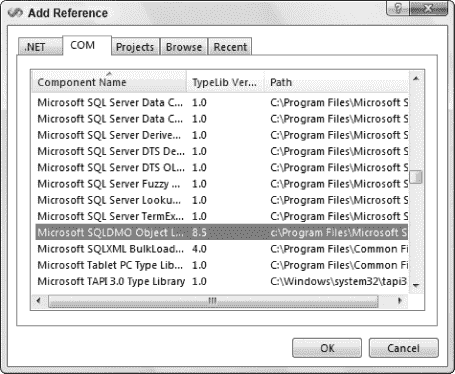 Add Reference
.NET COM Projects Browse Recent
Component Name TypeLib Ver... Path
Microsoft SQL Server Data C... 1.0 C:\Program Files\Microsoft S
Microsoft SQL Server Data C... 1.0 C:\Program Files\Microsoft S
Microsoft SQL Server Derive... 1.0 C:\Program Files\Microsoft S
Microsoft SQL Server DTS De... 1.0 C:\Program Files\Microsoft S
Microsoft SQL Server DTS OL... 1.0 C:\Program Files\Microsoft S
Microsoft SQL Server Fuzzy ... 1.0 C:\Program Files\Microsoft S
Microsoft SQL Server Looku... 1.0 C:\Program Files\Microsoft S
Microsoft SQL Server TermEx... 1.0 C:\Program Files\Microsoft S
Microsoft SQLDMO Object L... 8.5 c:\Program Files\Microsoft S
Microsoft SQLXML BulkLoad... 4.0 C:\Program Files\Common Fi
Microsoft Tablet PC Type Lib... 1.0 C:\Program Files\Common Fi
Microsoft TAPI 3.0 Type Library 1.0 C:\Windows\system32\tapi3
OK Cancel